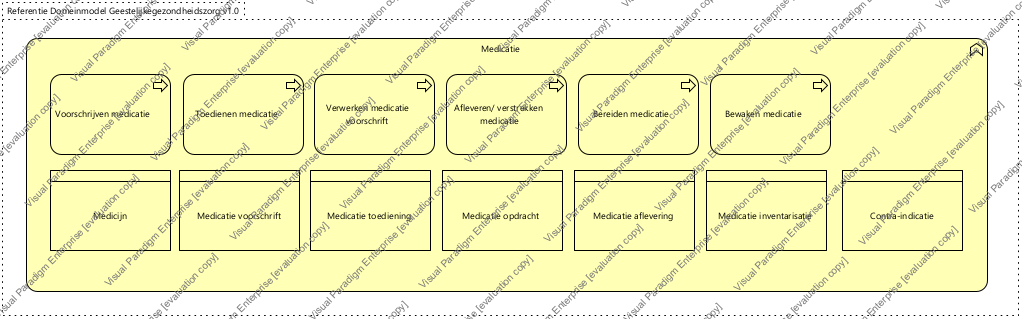 Referentie Domeinmodel Geestelijkegezondheidszorg v1.0
Medicatie
Voorschrijven medicatie
Toedienen medicatie
Verwerken medicatie
voorschrift
Afleveren/ verstrekken
medicatie
Bereiden medicatie
Bewaken medicatie
Medicijn
Medicatie voorschrift
Medicatie toediening
Medicatie opdracht
Medicatie aflevering
Medicatie inventarisatie
Contra-indicatie
Visual Paradigm Enterprise [evaluation copy]